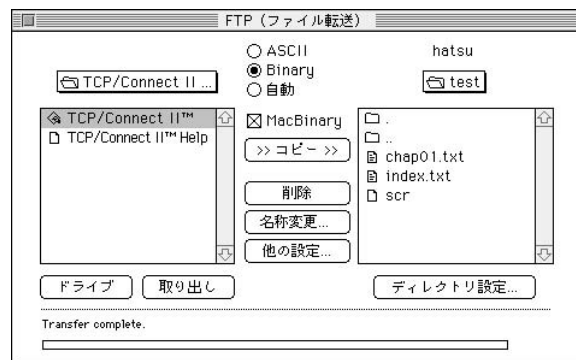 FTP（ファイル転送）
ASCII
Binary
自動
hatsu
TCP/Connect II ...
test
TCP/Connect II™
TCP/Connect II™ Help
MacBinary
>> コピー >>
削除
名称変更...
他の設定...
.
..
chap01.txt
index.txt
scr
ドライブ
取り出し
ディレクトリ設定...
Transfer complete.